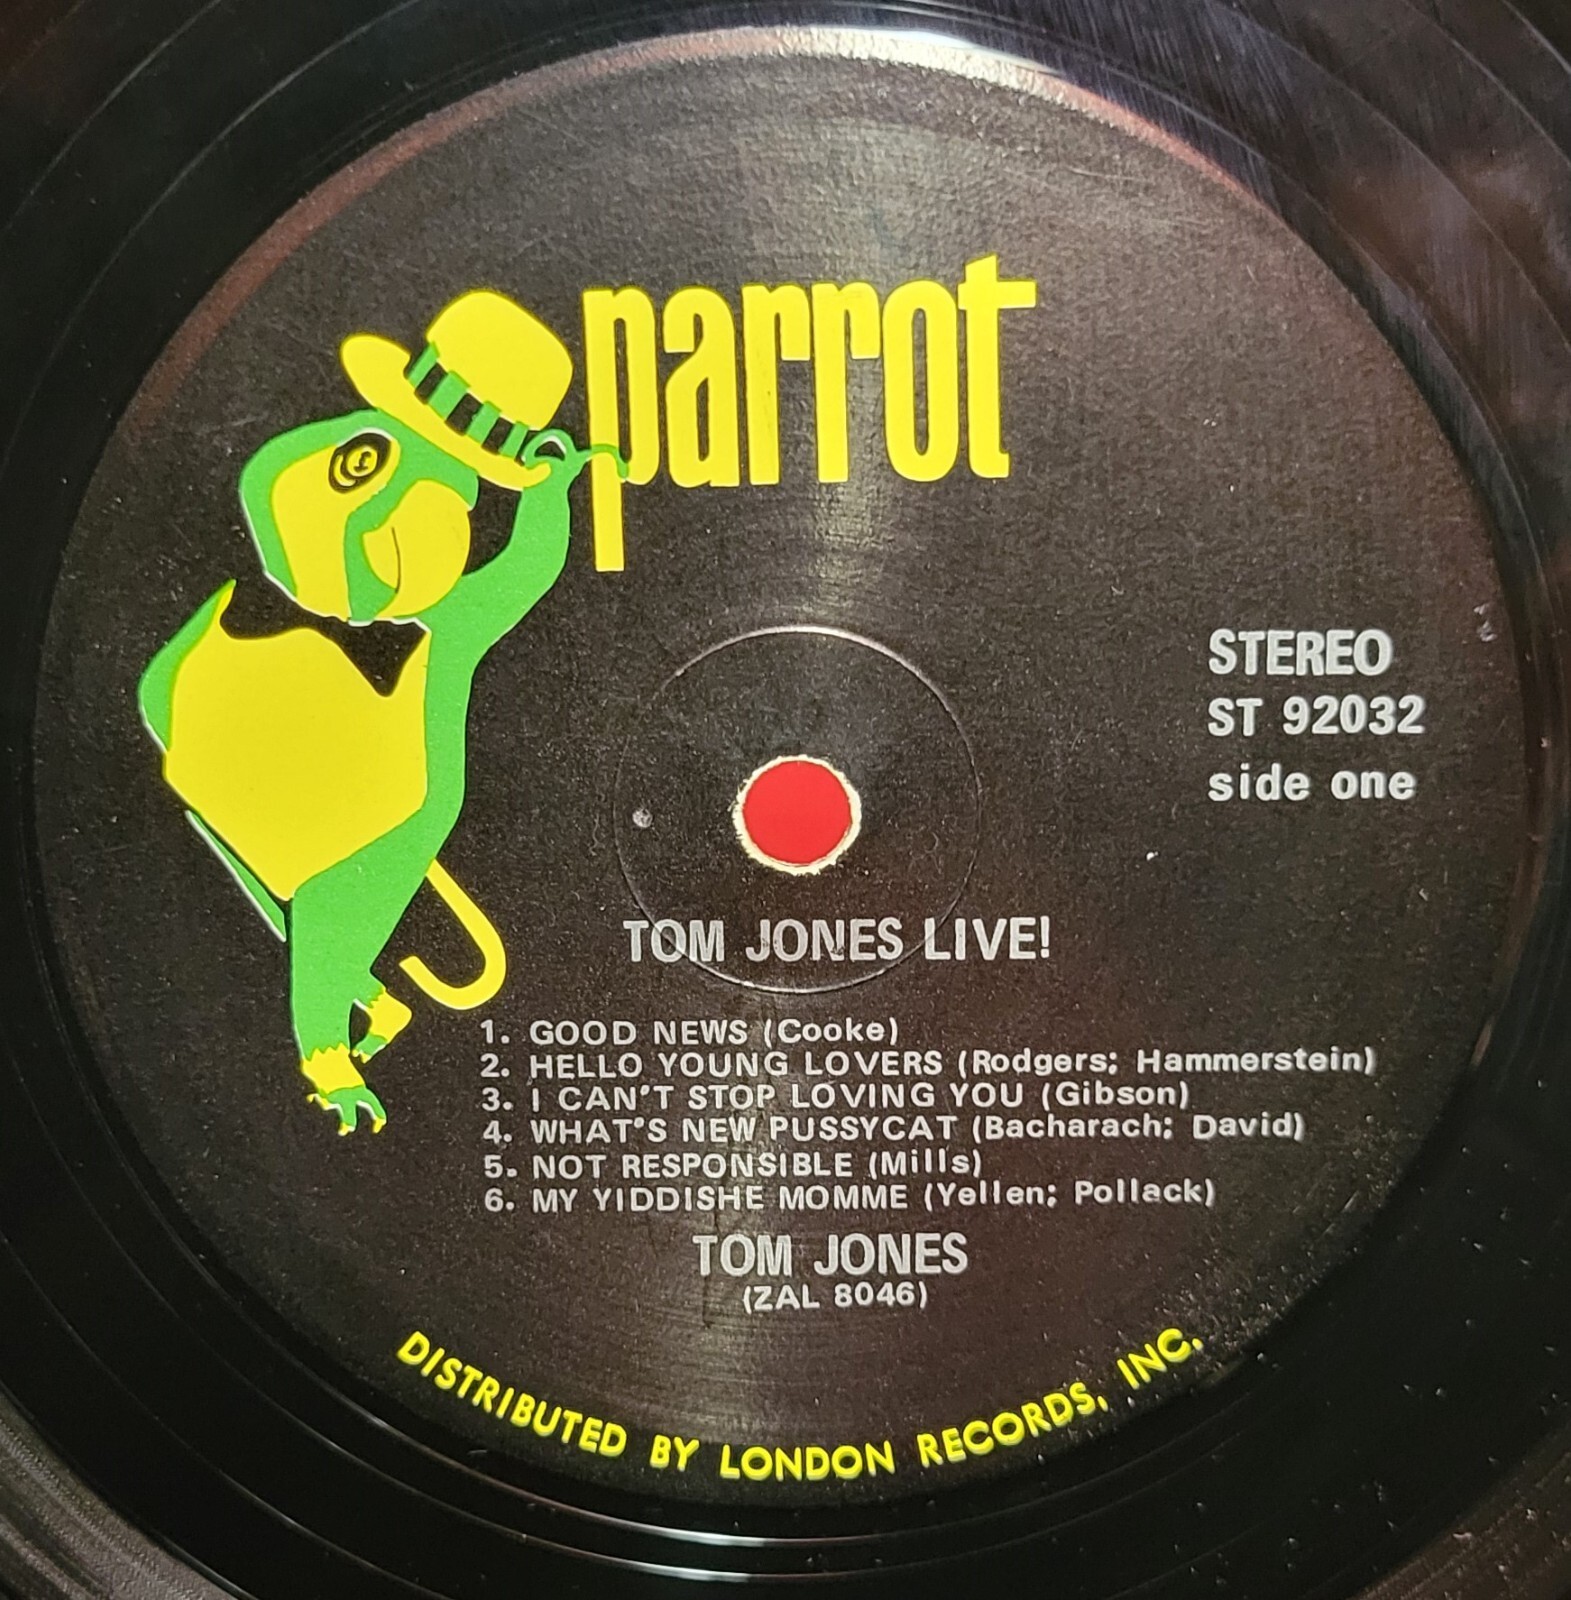 parrot
STEREO
ST 92032
side one
TOM JONES LIVE!
1. GOOD NEWS (Cooke)
2. HELLO YOUNG LOVERS (Rodgers; Hammerstein)
3. I CAN'T STOP LOVING YOU (Gibson)
4. WHAT'S NEW PUSSYCAT (Bacharach; David)
5. NOT RESPONSIBLE (Mills)
6. MY YIDDISHE MOMME (Yellen; Pollack)
TOM JONES
(ZAL 8046)
DISTRIBUTED BY LONDON RECORDS, INC.